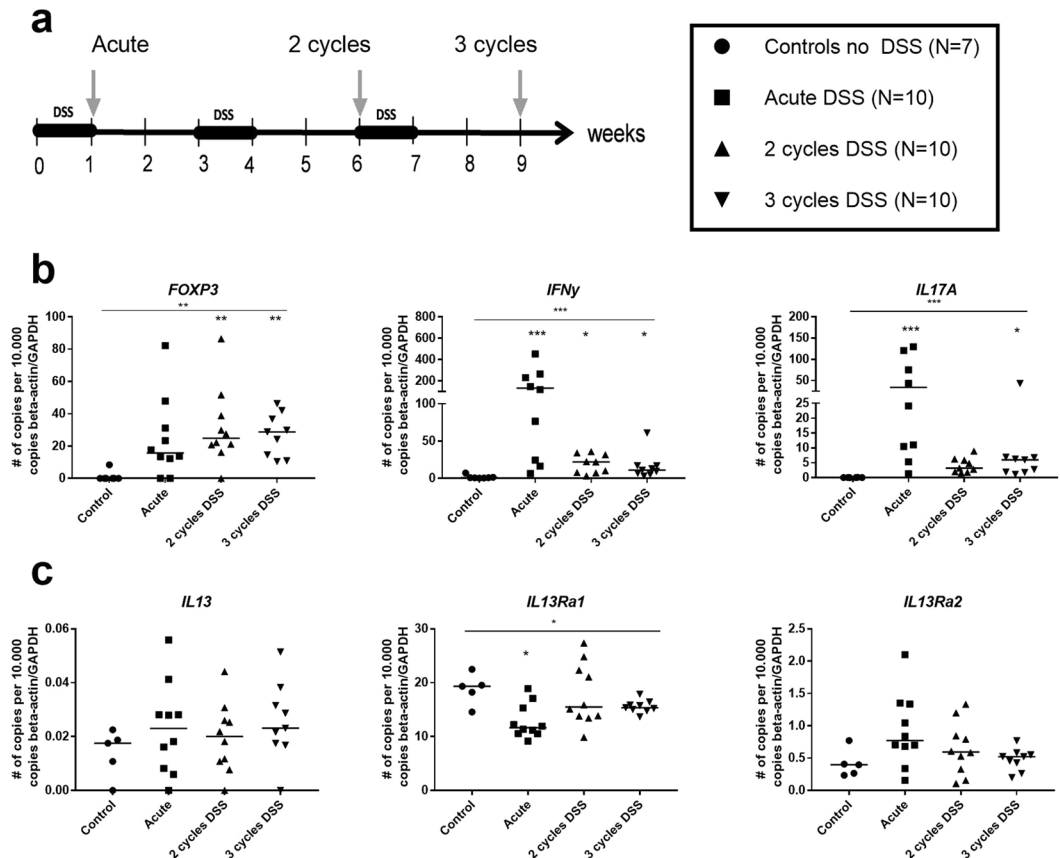 a
Acute 2 cycles 3 cycles
DSS DSS DSS
0 1 2 3 4 5 6 7 8 9 weeks
Controls no DSS (N=7)
Acute DSS (N=10)
2 cycles DSS (N=10)
3 cycles DSS (N=10)
b
FOXP3
**
** **
# of copies per 10.000
copies beta-actin/GAPDH
100
80
60
40
20
0
Control Acute 2 cycles DSS 3 cycles DSS
IFNy
***
*** * *
# of copies per 10.000
copies beta-actin/GAPDH
800
600
400
200
100
50
0
Control Acute 2 cycles DSS 3 cycles DSS
IL17A
***
*** *
# of copies per 10.000
copies beta-actin/GAPDH
200
150
100
50
25
20
15
10
5
0
Control Acute 2 cycles DSS 3 cycles DSS
c
IL13
# of copies per 10.000
copies beta-actin/GAPDH
0.06
0.04
0.02
0.00
Control Acute 2 cycles DSS 3 cycles DSS
IL13Ra1
*
*
# of copies per 10.000
copies beta-actin/GAPDH
30
20
10
0
Control Acute 2 cycles DSS 3 cycles DSS
IL13Ra2
# of copies per 10.000
copies beta-actin/GAPDH
2.5
2.0
1.5
1.0
0.5
0.0
Control Acute 2 cycles DSS 3 cycles DSS